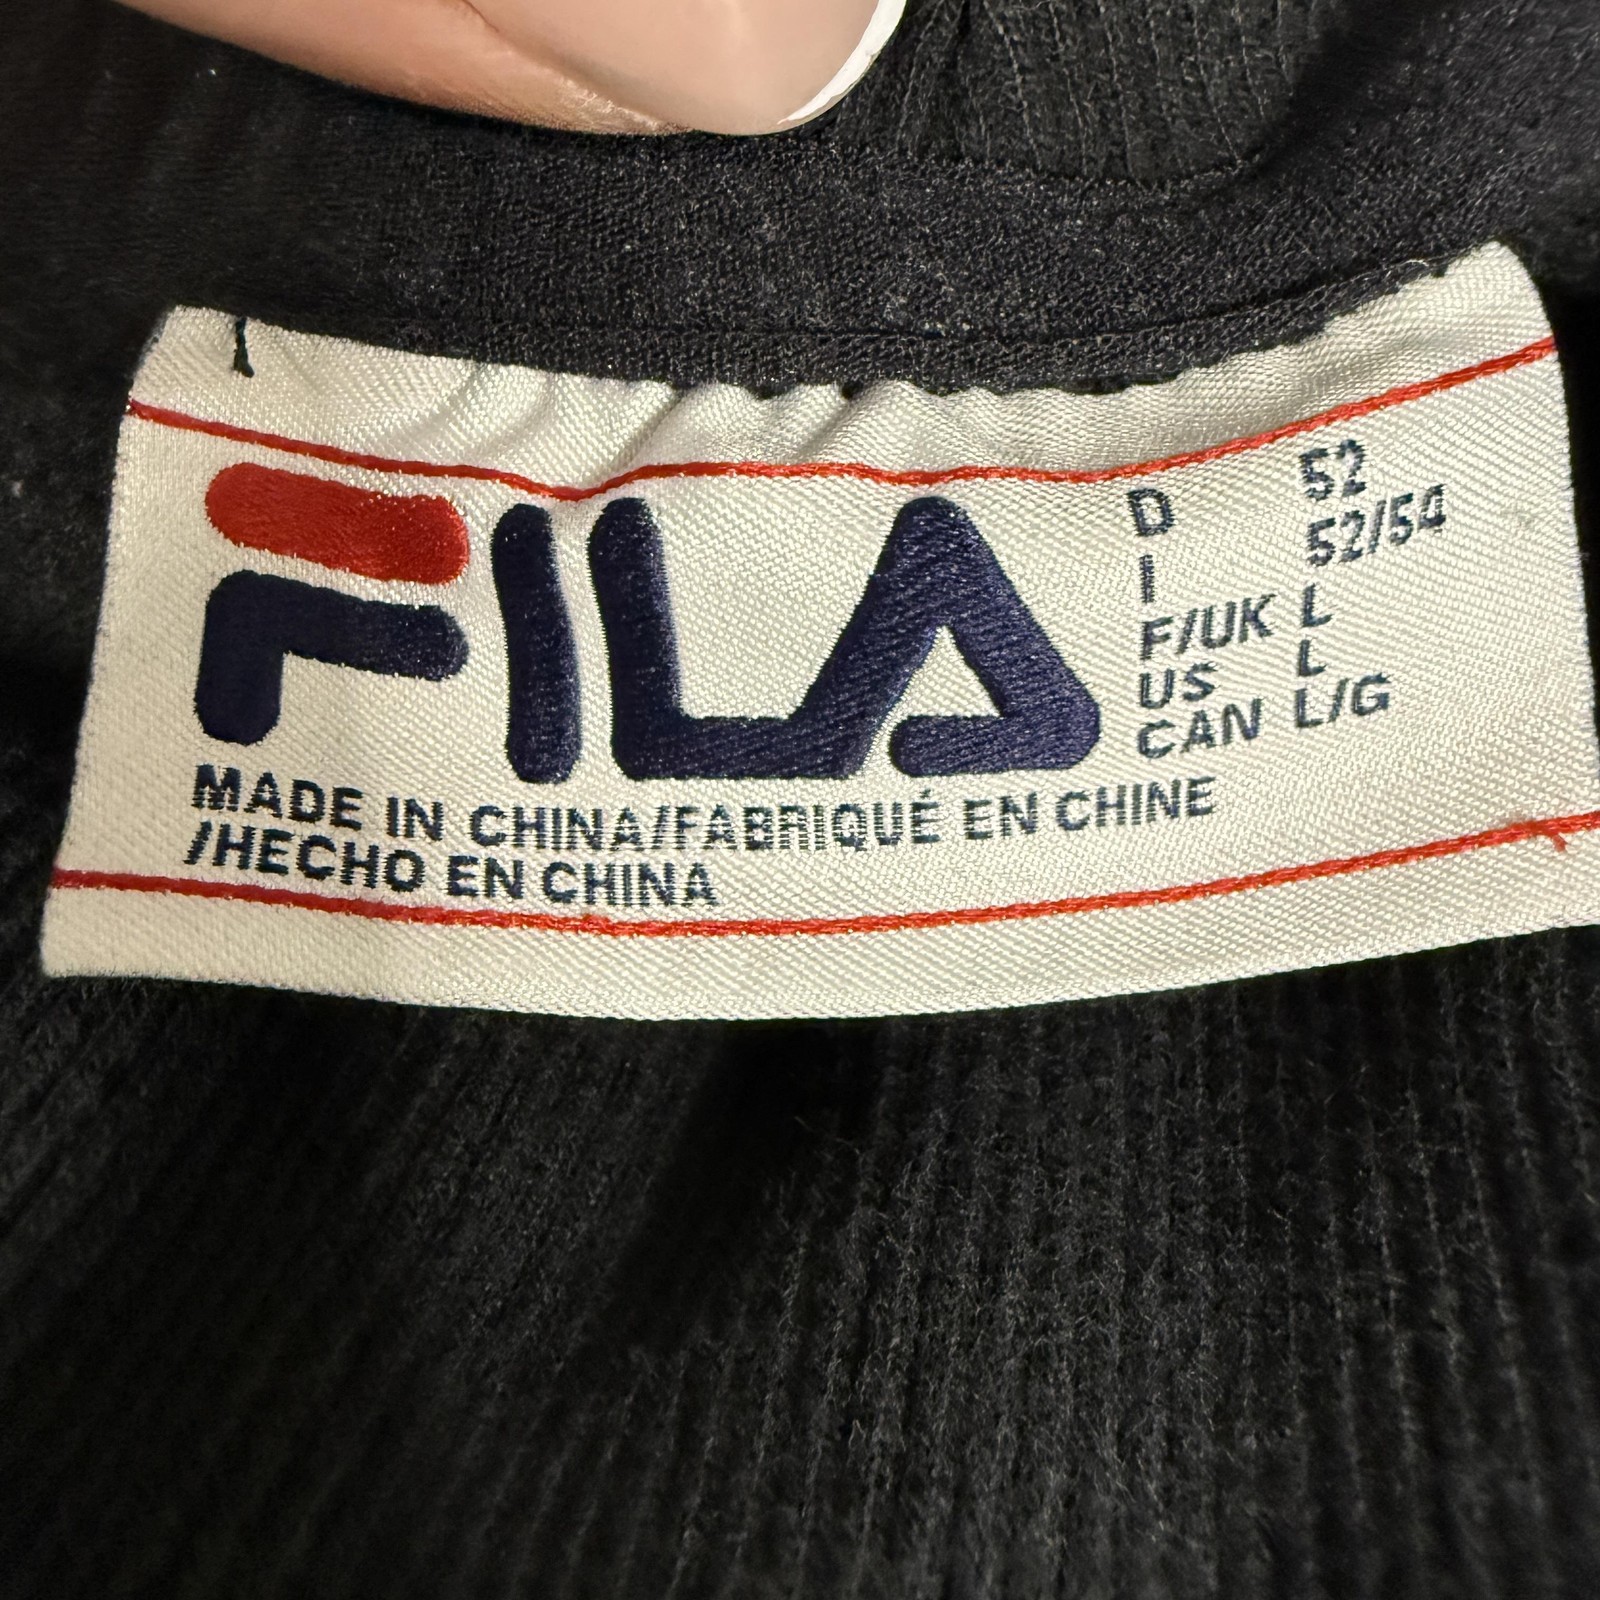 FILA
D 52
I 52/54
F/UK L
US L
CAN L/G
MADE IN CHINA/FABRIQUÉ EN CHINE
/HECHO EN CHINA